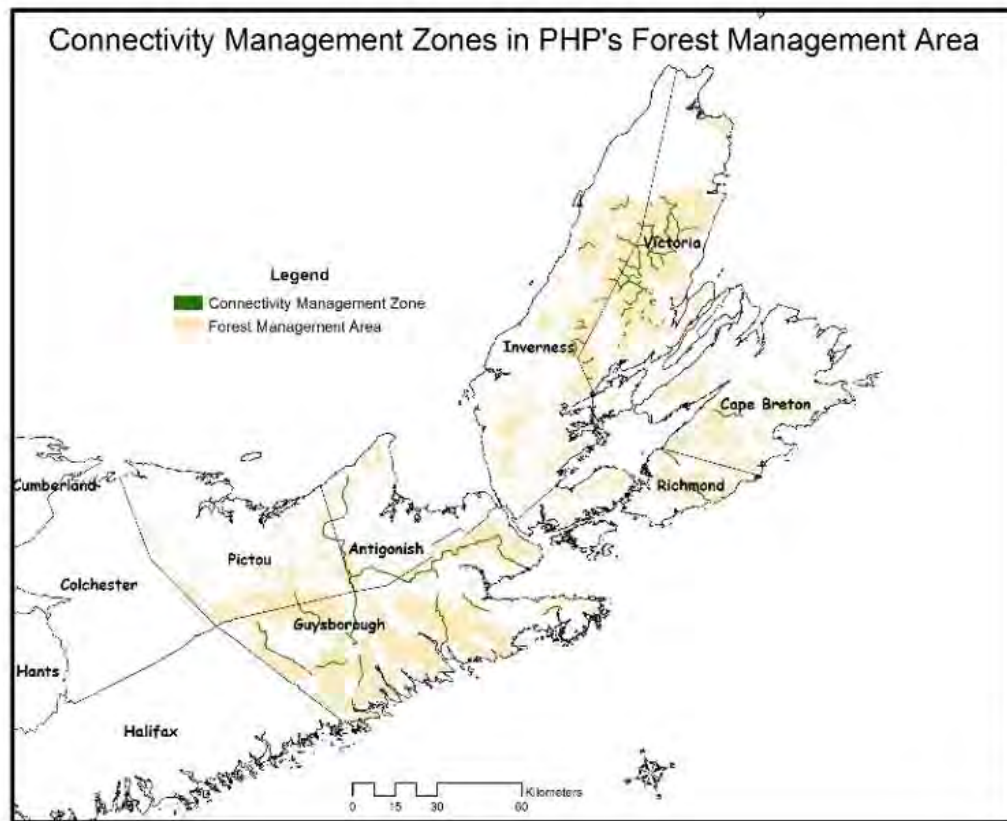 Connectivity Management Zones in PHP's Forest Management Area
Victoria
Legend
Connectivity Management Zone
Forest Management Area
Inverness
Cape Breton
Cumberland
Richmond
Antigonish
Pictou
Colchester
Guysborough
Hants
Halifax
Kilometers
0 15 30 60